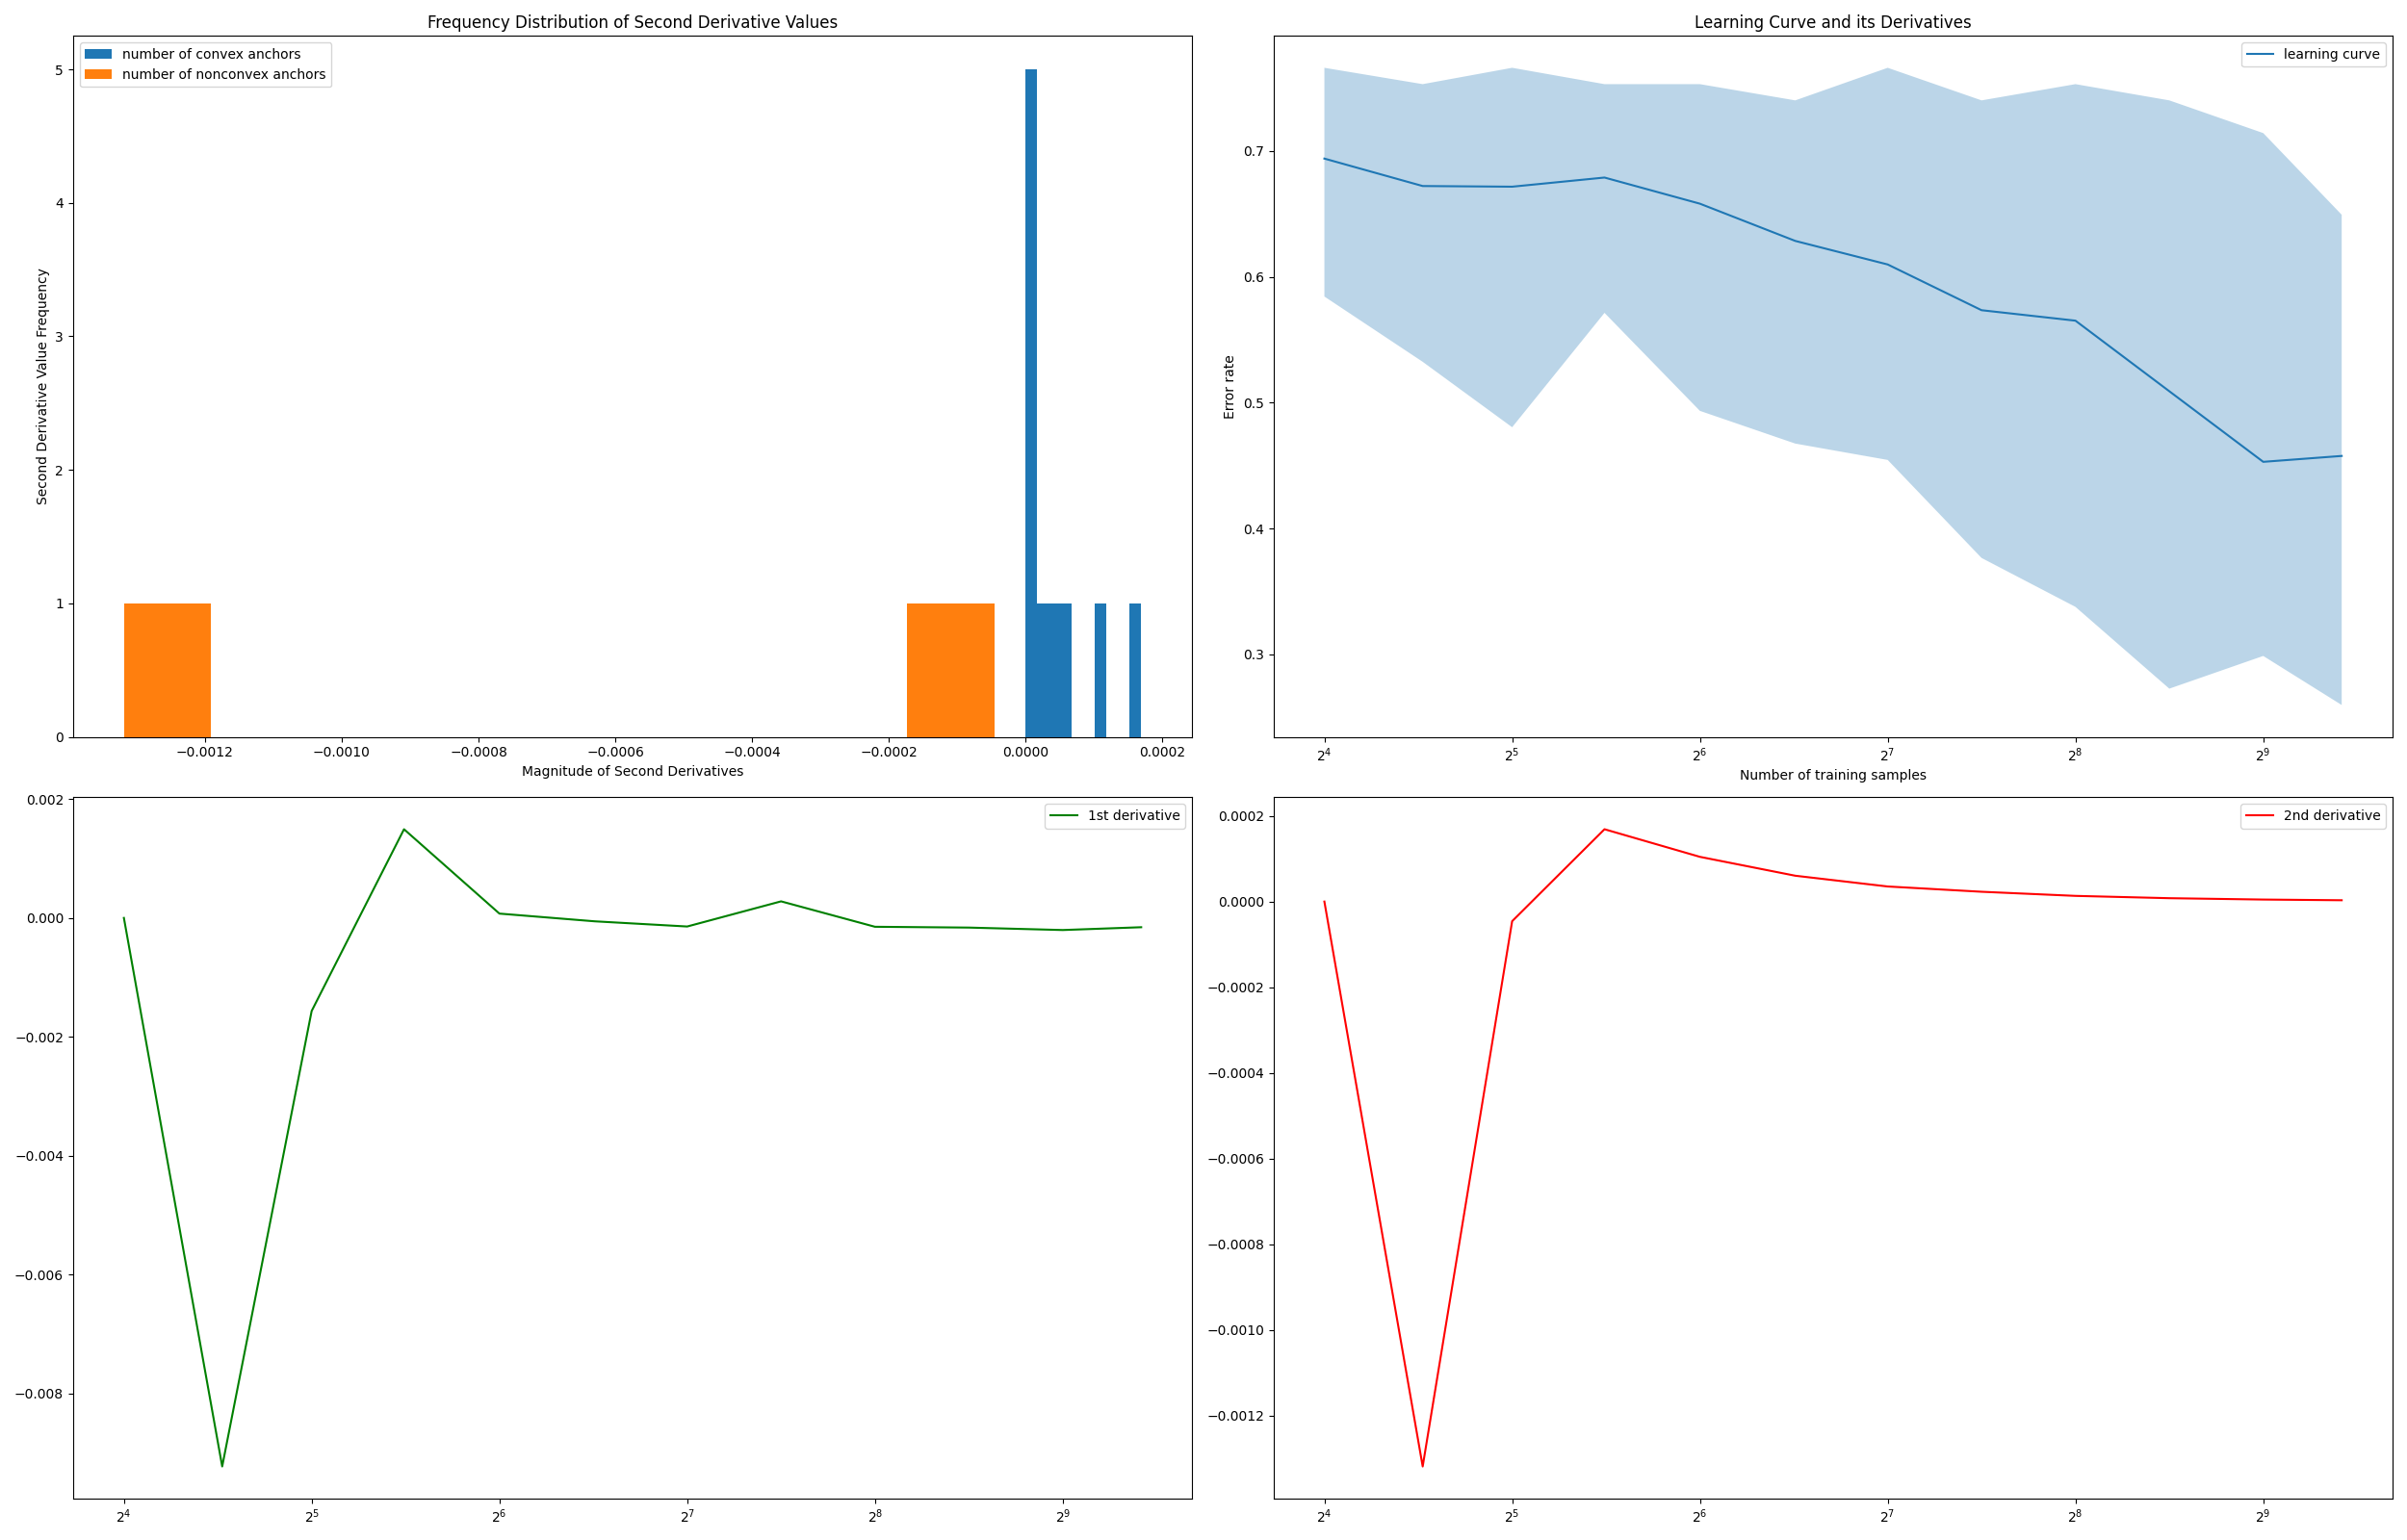 Frequency Distribution of Second Derivative Values
number of convex anchors
number of nonconvex anchors
Second Derivative Value Frequency
5
4
3
2
1
0
−0.0012 −0.0010 −0.0008 −0.0006 −0.0004 −0.0002 0.0000 0.0002
Magnitude of Second Derivatives
Learning Curve and its Derivatives
learning curve
Error rate
0.7
0.6
0.5
0.4
0.3
2⁴ 2⁵ 2⁶ 2⁷ 2⁸ 2⁹
Number of training samples
1st derivative
0.002
0.000
−0.002
−0.004
−0.006
−0.008
2⁴ 2⁵ 2⁶ 2⁷ 2⁸ 2⁹
2nd derivative
0.0002
0.0000
−0.0002
−0.0004
−0.0006
−0.0008
−0.0010
−0.0012
2⁴ 2⁵ 2⁶ 2⁷ 2⁸ 2⁹